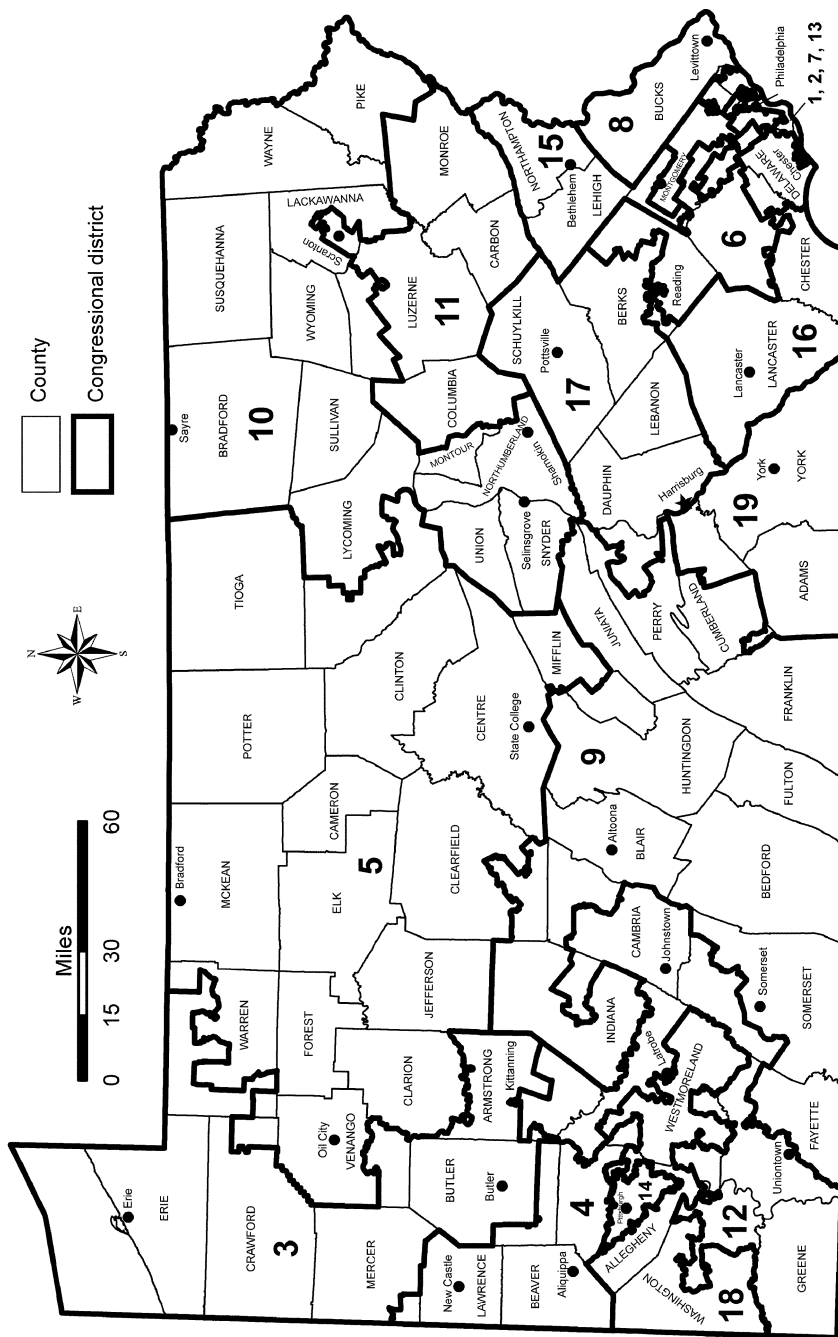 County
Congressional district
N
E
S
W
Miles
0
15
30
60
Erie
ERIE
CRAWFORD
3
MERCER
WARREN
FOREST
Oil City
VENANGO
CLARION
BUTLER
Butler
ARMSTRONG
Kittanning
New Castle
LAWRENCE
BEAVER
Aliquippa
4
Pittsburgh
14
ALLEGHENY
WASHINGTON
18
12
GREENE
Bradford
MCKEAN
ELK
5
JEFFERSON
CAMERON
CLEARFIELD
POTTER
CLINTON
CENTRE
State College
TIOGA
INDIANA
CAMBRIA
Johnstown
Latrobe
WESTMORELAND
Uniontown
FAYETTE
Somerset
SOMERSET
Altoona
BLAIR
BEDFORD
9
HUNTINGDON
FULTON
FRANKLIN
MIFFLIN
JUNIATA
PERRY
CUMBERLAND
ADAMS
Sayre
BRADFORD
10
SULLIVAN
LYCOMING
UNION
Selinsgrove
SNYDER
MONTOUR
NORTHUMBERLAND
Shamokin
COLUMBIA
SUSQUEHANNA
WAYNE
PIKE
WYOMING
LACKAWANNA
Scranton
LUZERNE
11
MONROE
CARBON
SCHUYLKILL
Pottsville
17
DAUPHIN
LEBANON
Harrisburg
19
York
YORK
Lancaster
LANCASTER
16
BERKS
Reading
NORTHAMPTON
15
Bethlehem
LEHIGH
8
BUCKS
Levittown
MONTGOMERY
6
CHESTER
DELAWARE
Chester
Philadelphia
1, 2, 7, 13